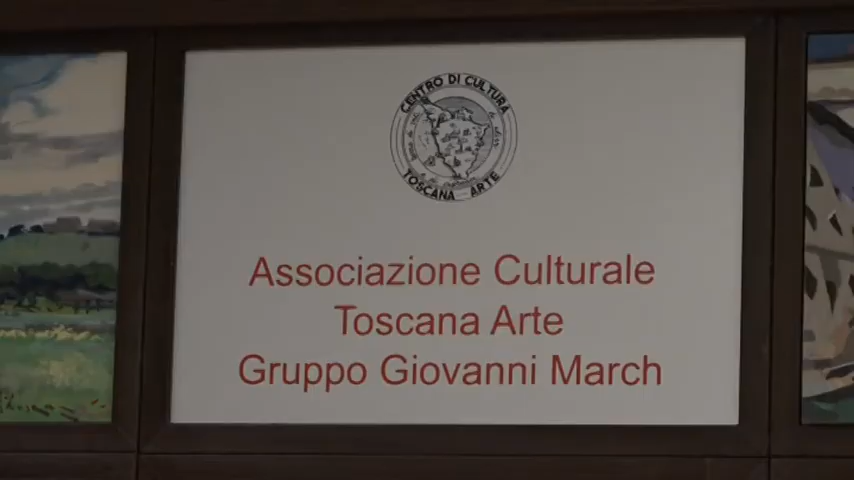 CENTRO DI CULTURA
TOSCANA ARTE
Associazione Culturale
Toscana Arte
Gruppo Giovanni March